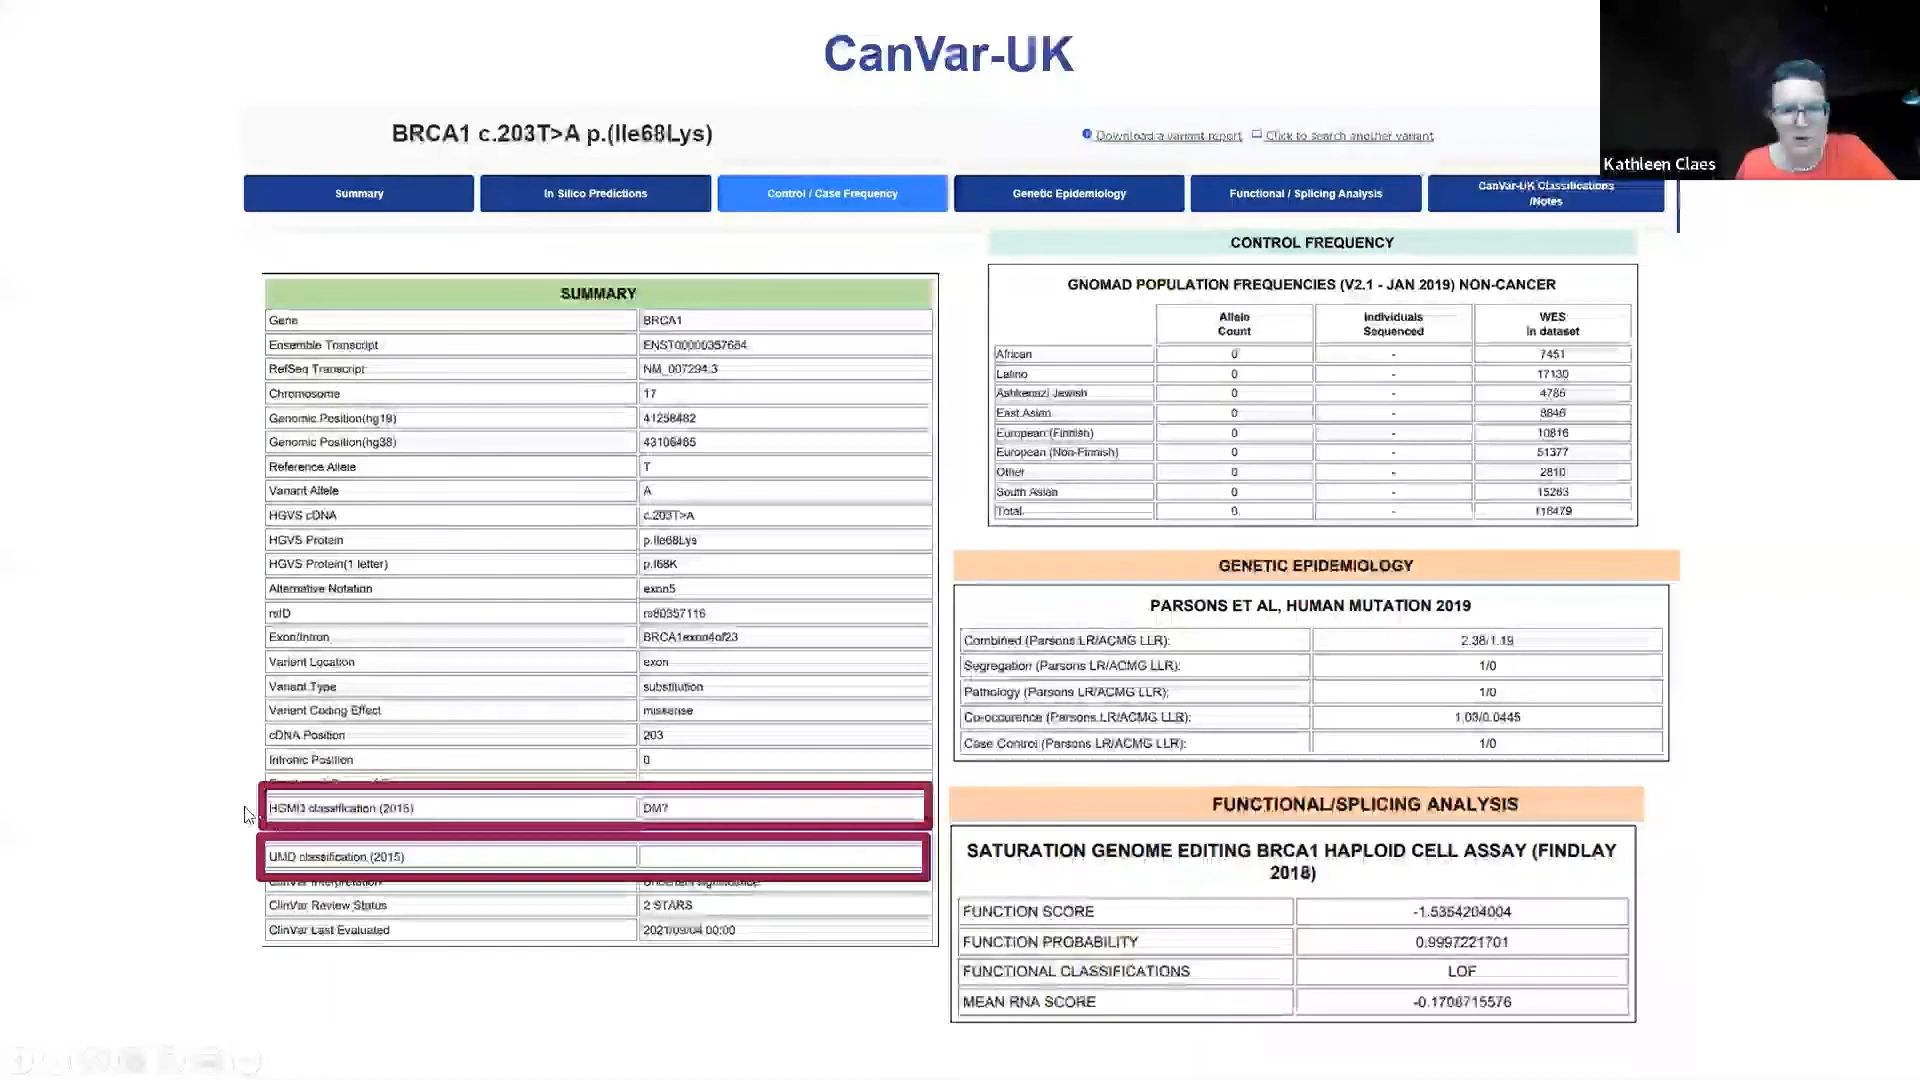 CanVar-UK
Kathleen Claes
BRCA1 c.203T>A p.(Ile68Lys)
Download a variant report Click to search another variant
Summary
In Silico Predictions
Control / Case Frequency
Genetic Epidemiology
Functional / Splicing Analysis
CanVar-UK Classifications
/Notes
SUMMARY
Gene BRCA1
Ensemble Transcript ENST00000357684
RefSeq Transcript NM_007294.3
Chromosome 17
Genomic Position(hg19) 41258482
Genomic Position(hg38) 43106465
Reference Allele T
Variant Allele A
HGVS cDNA c.203T>A
HGVS Protein p.Ile68Lys
HGVS Protein(1 letter) p.I68K
Alternative Notation exon5
rsID rs80357116
Exon/Intron BRCA1exon4of23
Variant Location exon
Variant Type substitution
Variant Coding Effect missense
cDNA Position 203
Intronic Position 0
HGMD classification (2015) DM?
UMD classification (2015)
ClinVar Interpretation Uncertain significance
ClinVar Review Status 2 STARS
ClinVar Last Evaluated 2021/09/04 00:00
CONTROL FREQUENCY
GNOMAD POPULATION FREQUENCIES (V2.1 - JAN 2019) NON-CANCER
Allele Individuals WES
Count Sequenced In dataset
African 0 - 7451
Latino 0 - 17130
Ashkenazi Jewish 0 - 4786
East Asian 0 - 8846
European (Finnish) 0 - 10816
European (Non-Finnish) 0 - 51377
Other 0 - 2810
South Asian 0 - 15263
Total 0 - 118479
GENETIC EPIDEMIOLOGY
PARSONS ET AL, HUMAN MUTATION 2019
Combined (Parsons LR/ACMG LLR): 2.38/1.19
Segregation (Parsons LR/ACMG LLR): 1/0
Pathology (Parsons LR/ACMG LLR): 1/0
Co-occurence (Parsons LR/ACMG LLR): 1.03/0.0445
Case Control (Parsons LR/ACMG LLR): 1/0
FUNCTIONAL/SPLICING ANALYSIS
SATURATION GENOME EDITING BRCA1 HAPLOID CELL ASSAY (FINDLAY
2018)
FUNCTION SCORE -1.5354204004
FUNCTION PROBABILITY 0.9997221701
FUNCTIONAL CLASSIFICATIONS LOF
MEAN RNA SCORE -0.1706715576